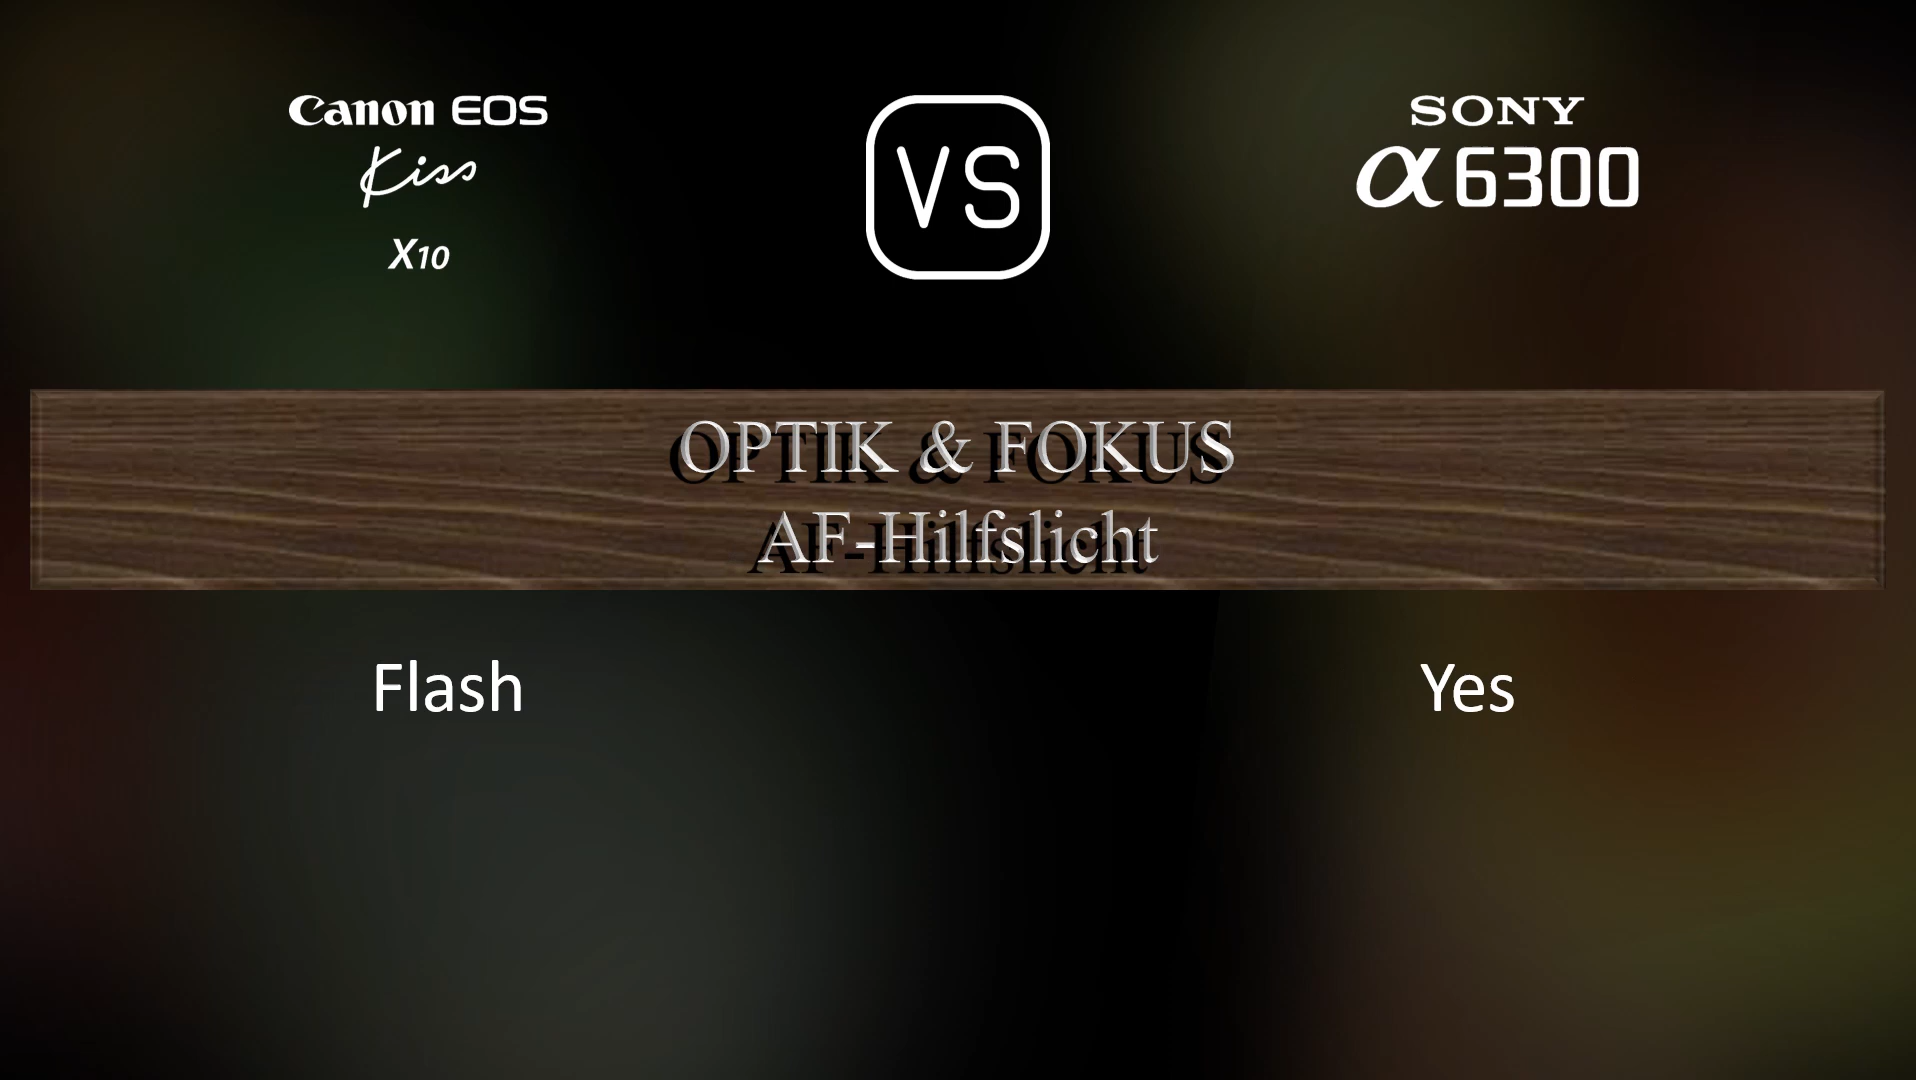 Canon EOS
Kiss
X10
VS
SONY
α6300
OPTIK & FOKUS
AF-Hilfslicht
Flash
Yes